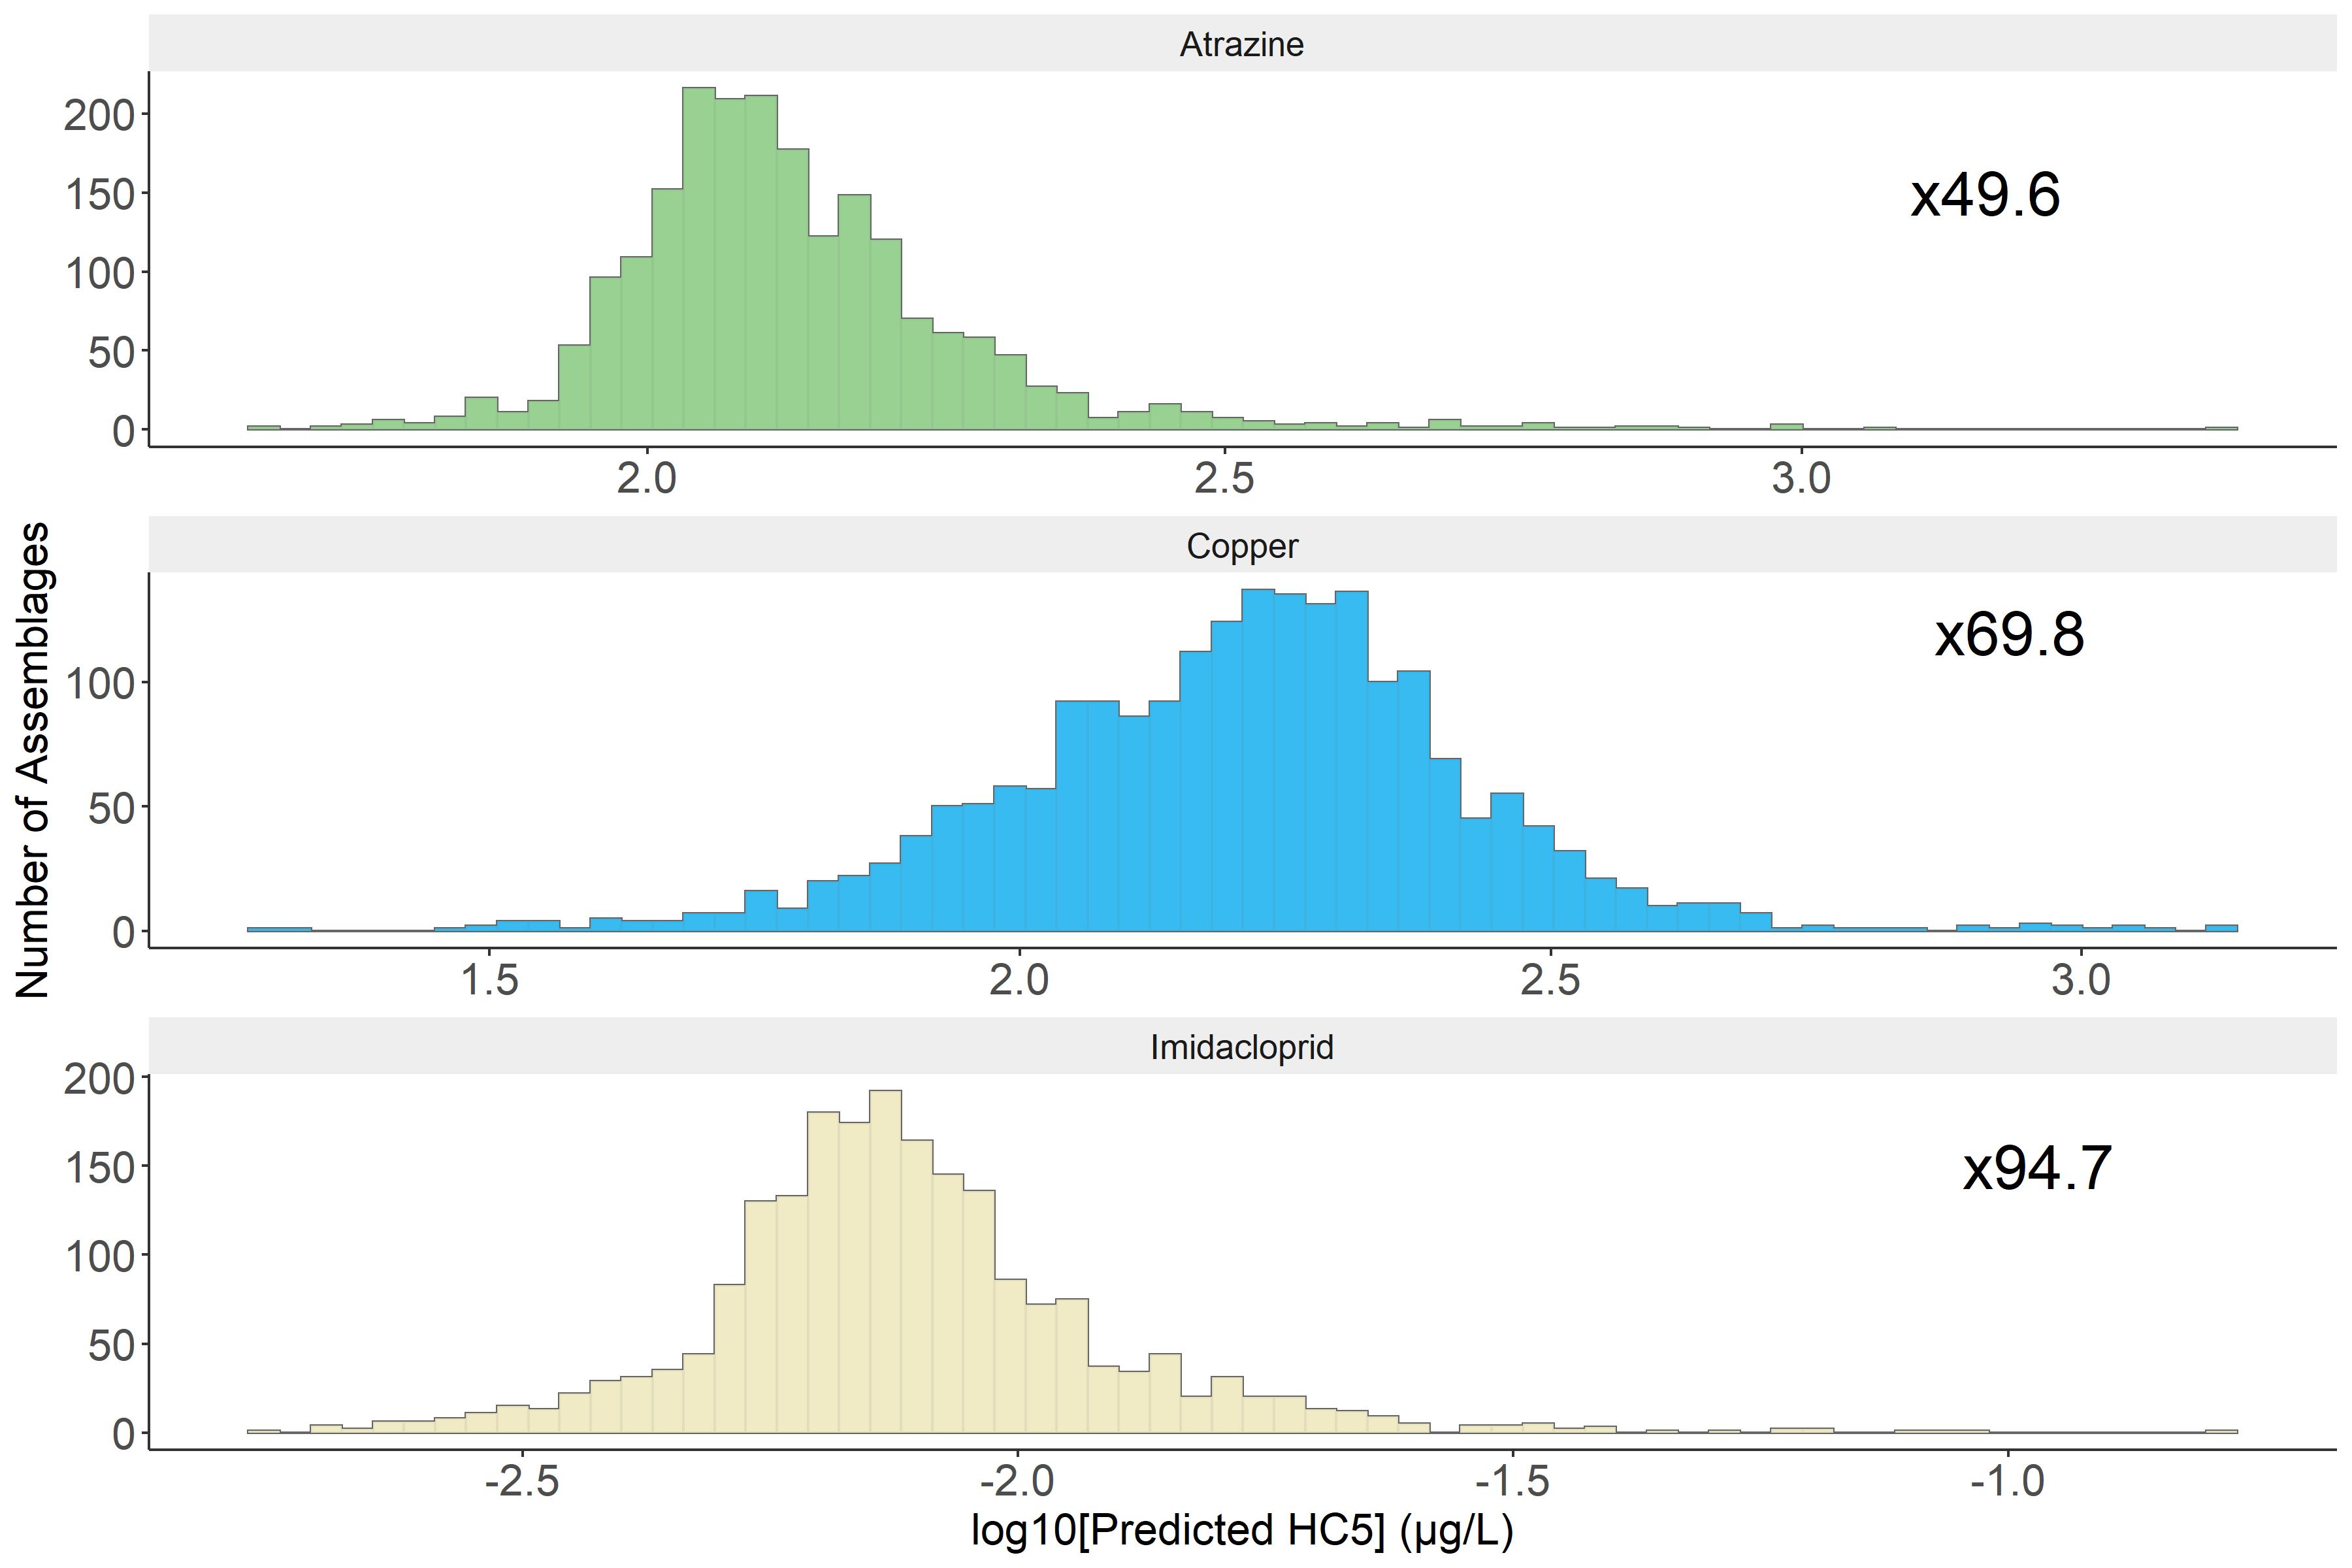 Atrazine
200
150
100
50
0
x49.6
2.0 2.5 3.0
Number of Assemblages
Copper
100
50
0
x69.8
1.5 2.0 2.5 3.0
Imidacloprid
200
150
100
50
0
x94.7
-2.5 -2.0 -1.5 -1.0
log10[Predicted HC5] (µg/L)